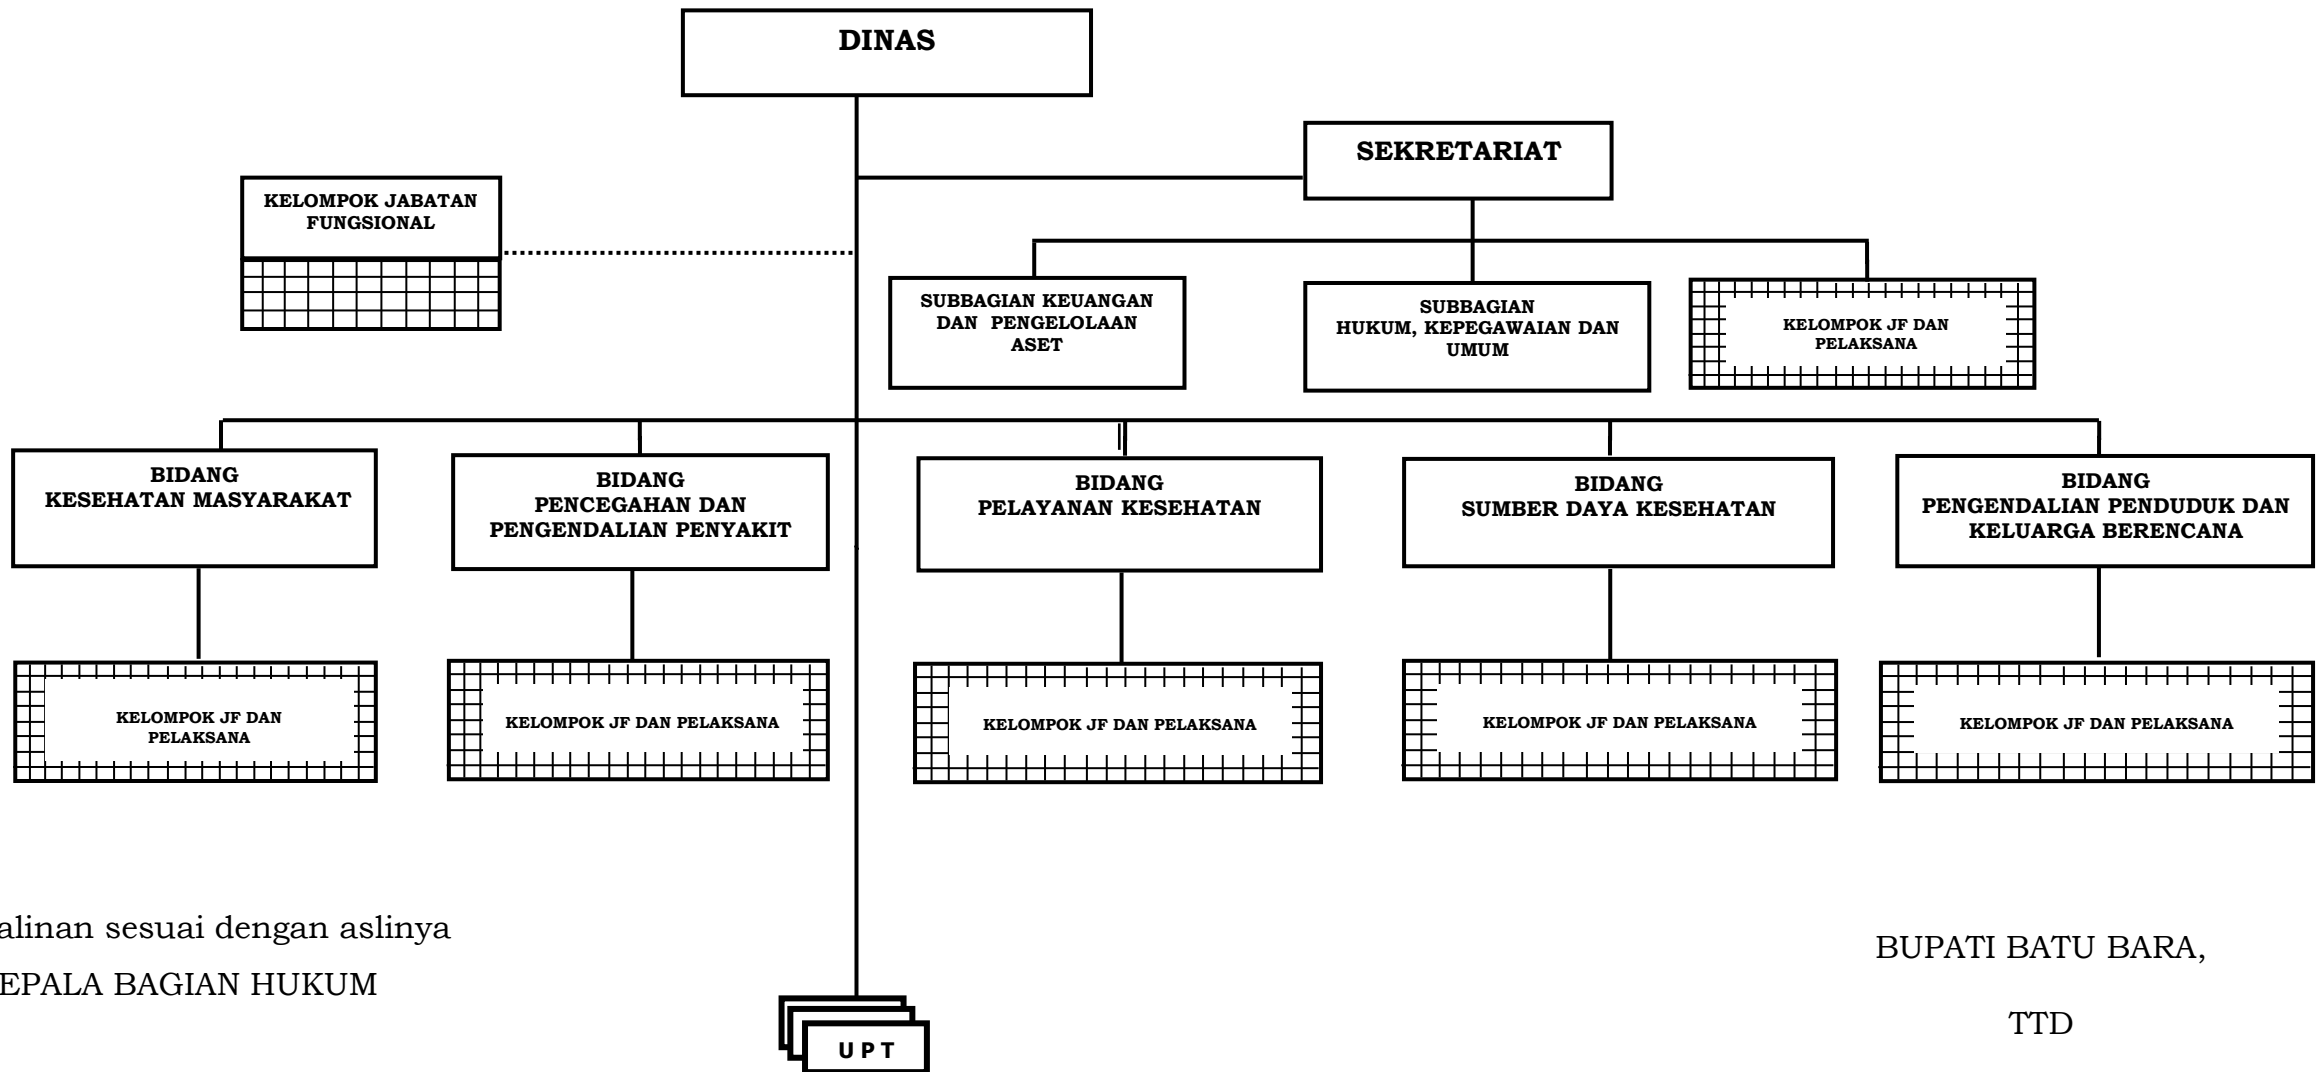 DINAS
SEKRETARIAT
KELOMPOK JABATAN
FUNGSIONAL
SUBBAGIAN KEUANGAN
DAN PENGELOLAAN
ASET
SUBBAGIAN
HUKUM, KEPEGAWAIAN DAN
UMUM
KELOMPOK JF DAN
PELAKSANA
BIDANG
KESEHATAN MASYARAKAT
BIDANG
PENCEGAHAN DAN
PENGENDALIAN PENYAKIT
BIDANG
PELAYANAN KESEHATAN
BIDANG
SUMBER DAYA KESEHATAN
BIDANG
PENGENDALIAN PENDUDUK DAN
KELUARGA BERENCANA
KELOMPOK JF DAN
PELAKSANA
KELOMPOK JF DAN PELAKSANA
KELOMPOK JF DAN PELAKSANA
KELOMPOK JF DAN PELAKSANA
KELOMPOK JF DAN PELAKSANA
alinan sesuai dengan aslinya
EPALA BAGIAN HUKUM
BUPATI BATU BARA,
TTD
UPT